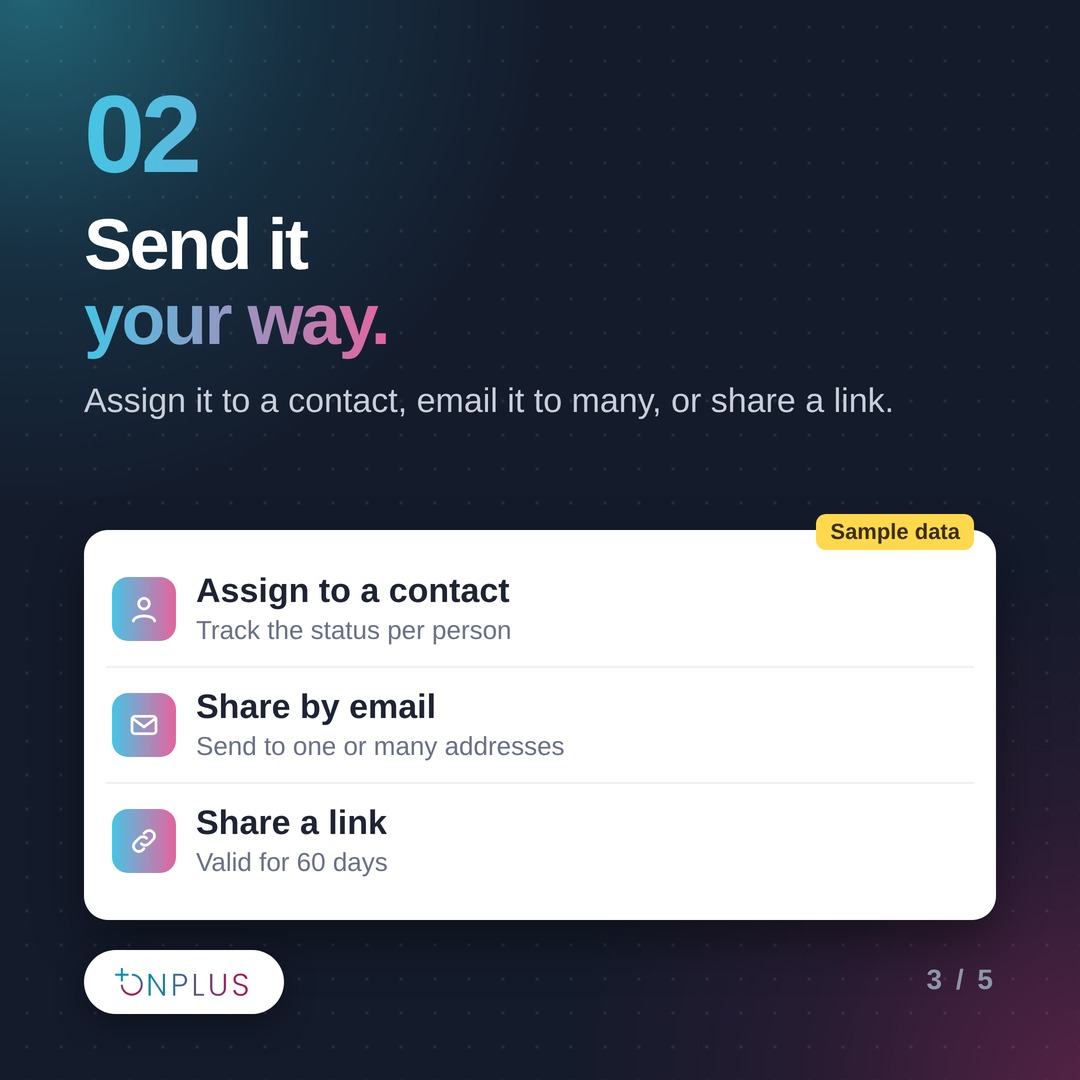 02
Send it
your way.
Assign it to a contact, email it to many, or share a link.
Sample data
Assign to a contact
Track the status per person
Share by email
Send to one or many addresses
Share a link
Valid for 60 days
ONPLUS
3 / 5